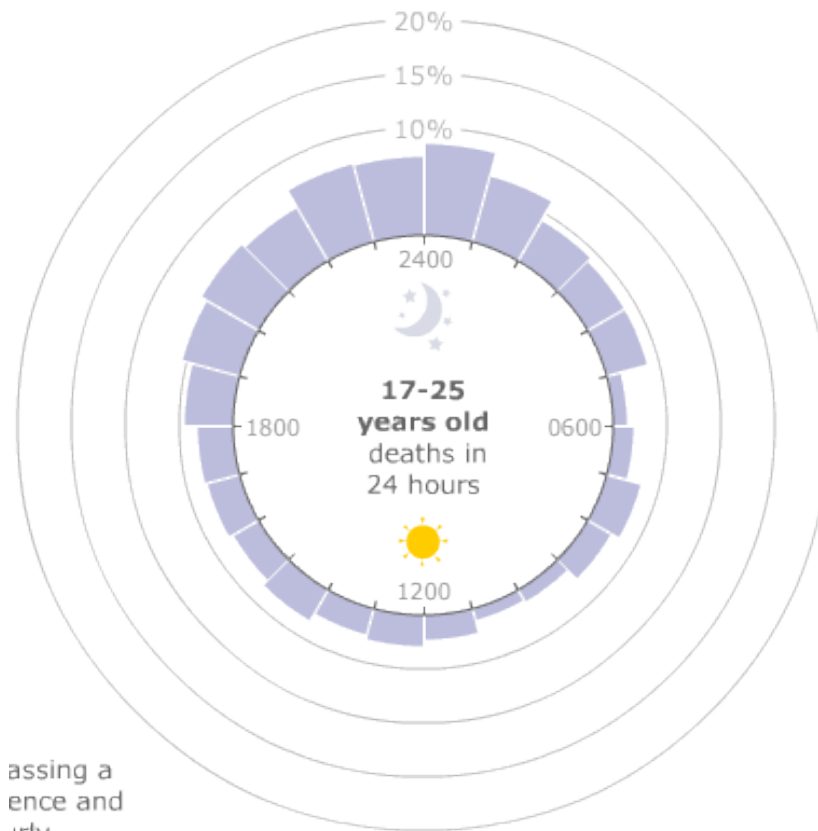 20%
15%
10%
2400
17-25
years old
deaths in
24 hours
1800
0600
1200
assing a
ence and